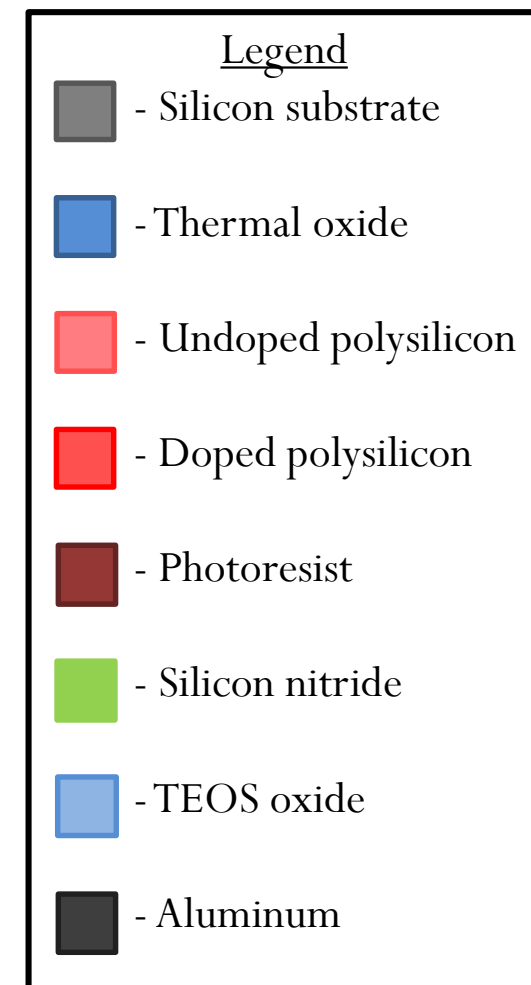 Legend
- Silicon substrate
- Thermal oxide
- Undoped polysilicon
- Doped polysilicon
- Photoresist
- Silicon nitride
- TEOS oxide
- Aluminum